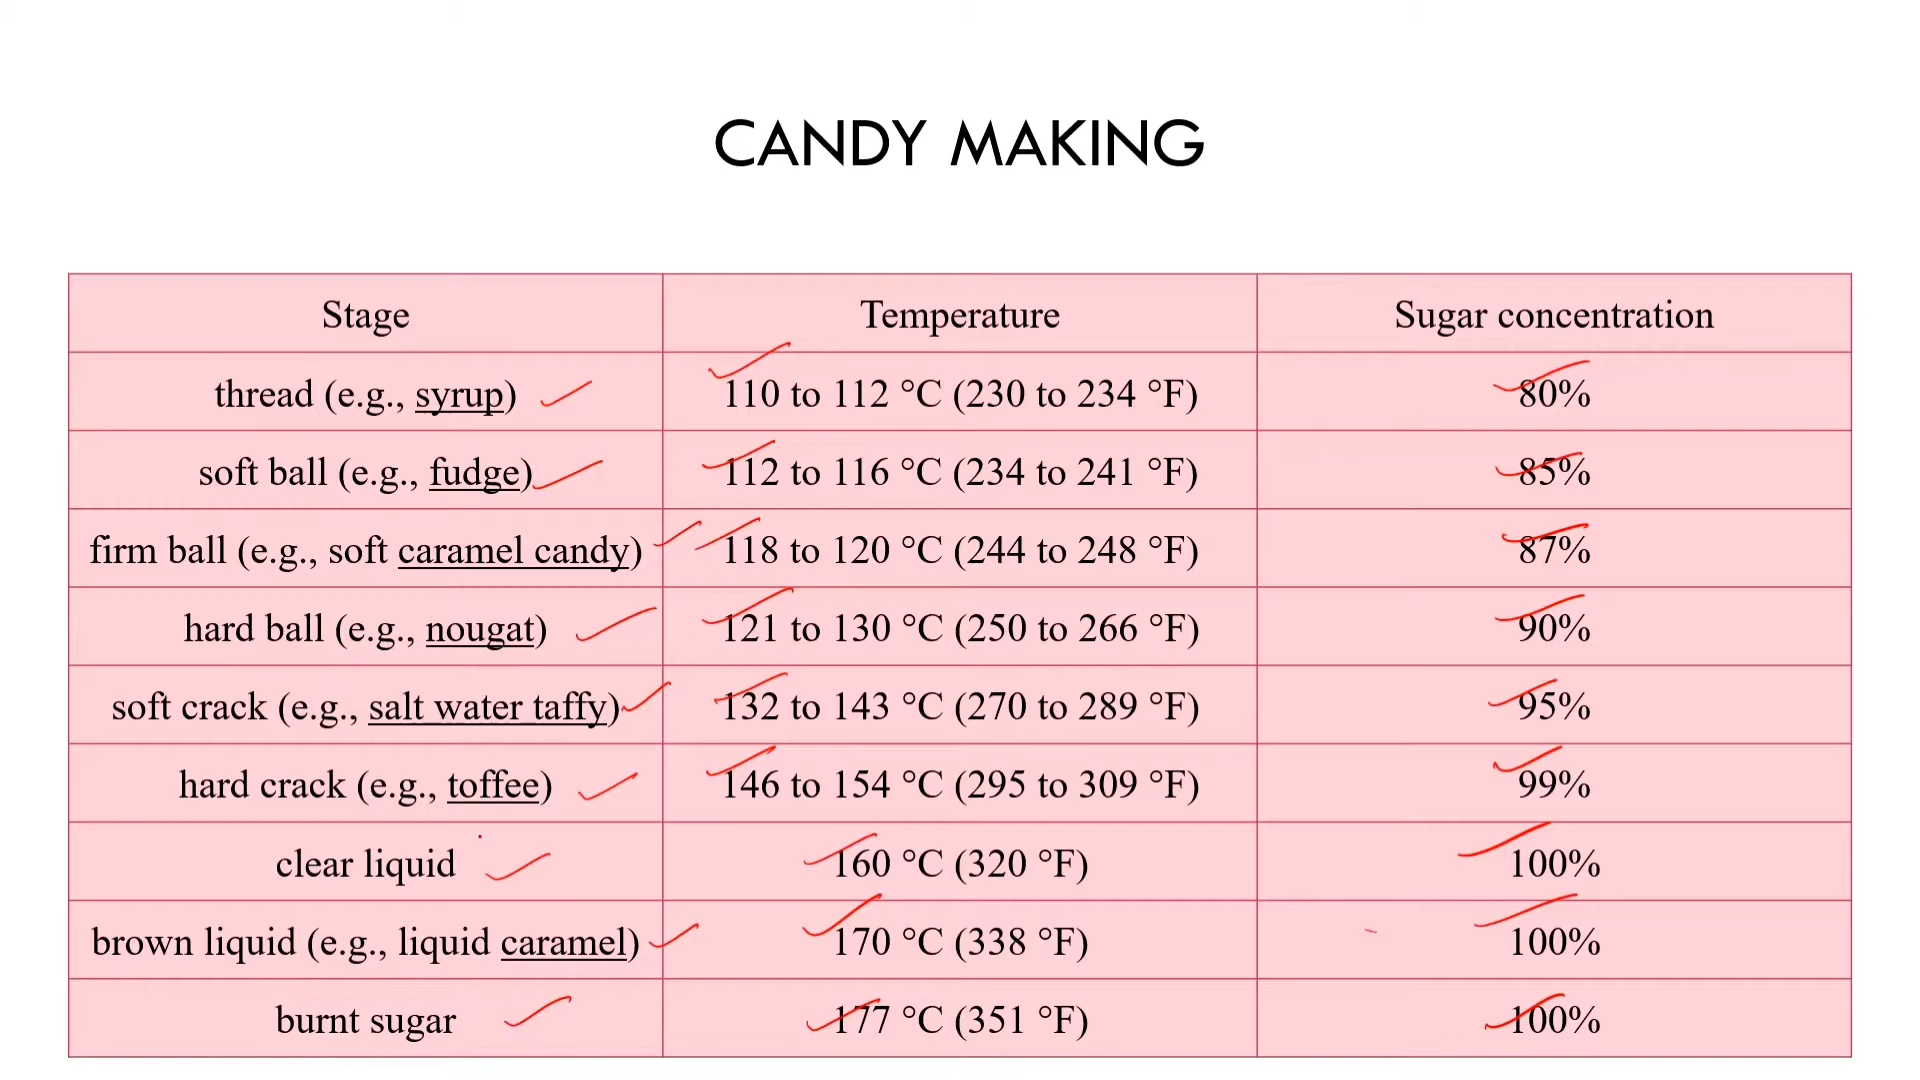 CANDY MAKING
Stage Temperature Sugar concentration
thread (e.g., syrup) 110 to 112 °C (230 to 234 °F) 80%
soft ball (e.g., fudge) 112 to 116 °C (234 to 241 °F) 85%
firm ball (e.g., soft caramel candy) 118 to 120 °C (244 to 248 °F) 87%
hard ball (e.g., nougat) 121 to 130 °C (250 to 266 °F) 90%
soft crack (e.g., salt water taffy) 132 to 143 °C (270 to 289 °F) 95%
hard crack (e.g., toffee) 146 to 154 °C (295 to 309 °F) 99%
clear liquid 160 °C (320 °F) 100%
brown liquid (e.g., liquid caramel) 170 °C (338 °F) 100%
burnt sugar 177 °C (351 °F) 100%